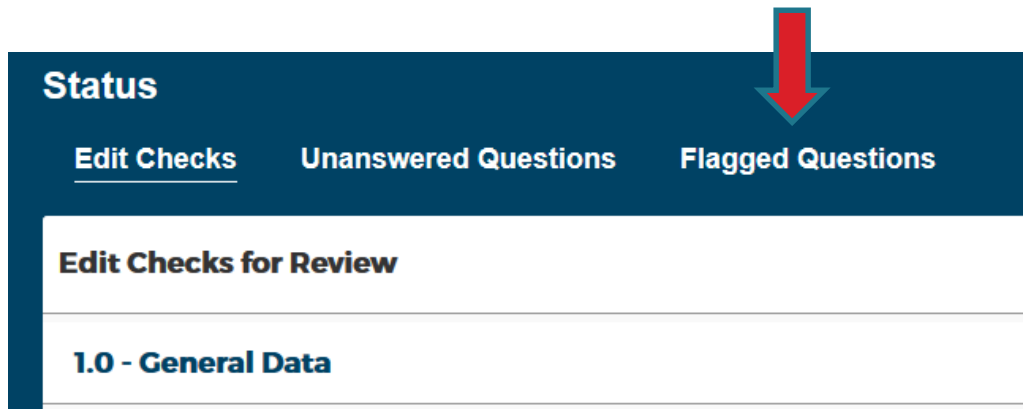 Status
Edit Checks Unanswered Questions Flagged Questions
Edit Checks for Review
1.0 - General Data